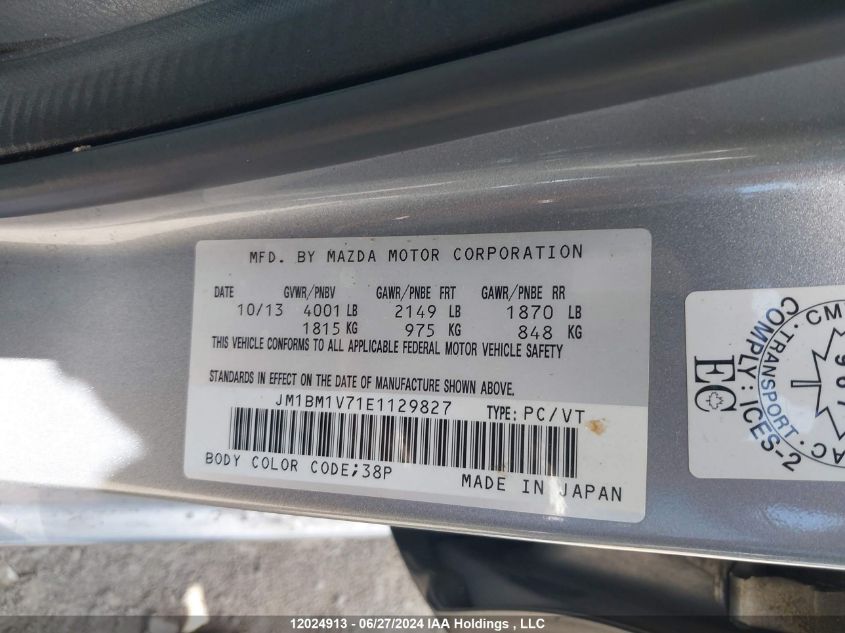 MFD. BY MAZDA MOTOR CORPORATION
DATE GVWR/PNBV GAWR/PNBE FRT GAWR/PNBE RR
10/13 4001 LB 2149 LB 1870 LB
1815 KG 975 KG 848 KG
THIS VEHICLE CONFORMS TO ALL APPLICABLE FEDERAL MOTOR VEHICLE SAFETY
STANDARDS IN EFFECT ON THE DATE OF MANUFACTURE SHOWN ABOVE.
JM1BM1V71E1129827 TYPE: PC/VT
BODY COLOR CODE;38P
MADE IN JAPAN
EC
COMPLY: ICES-2
TRANSPORT
CM
AC
12024913 - 06/27/2024 IAA Holdings, , LLC